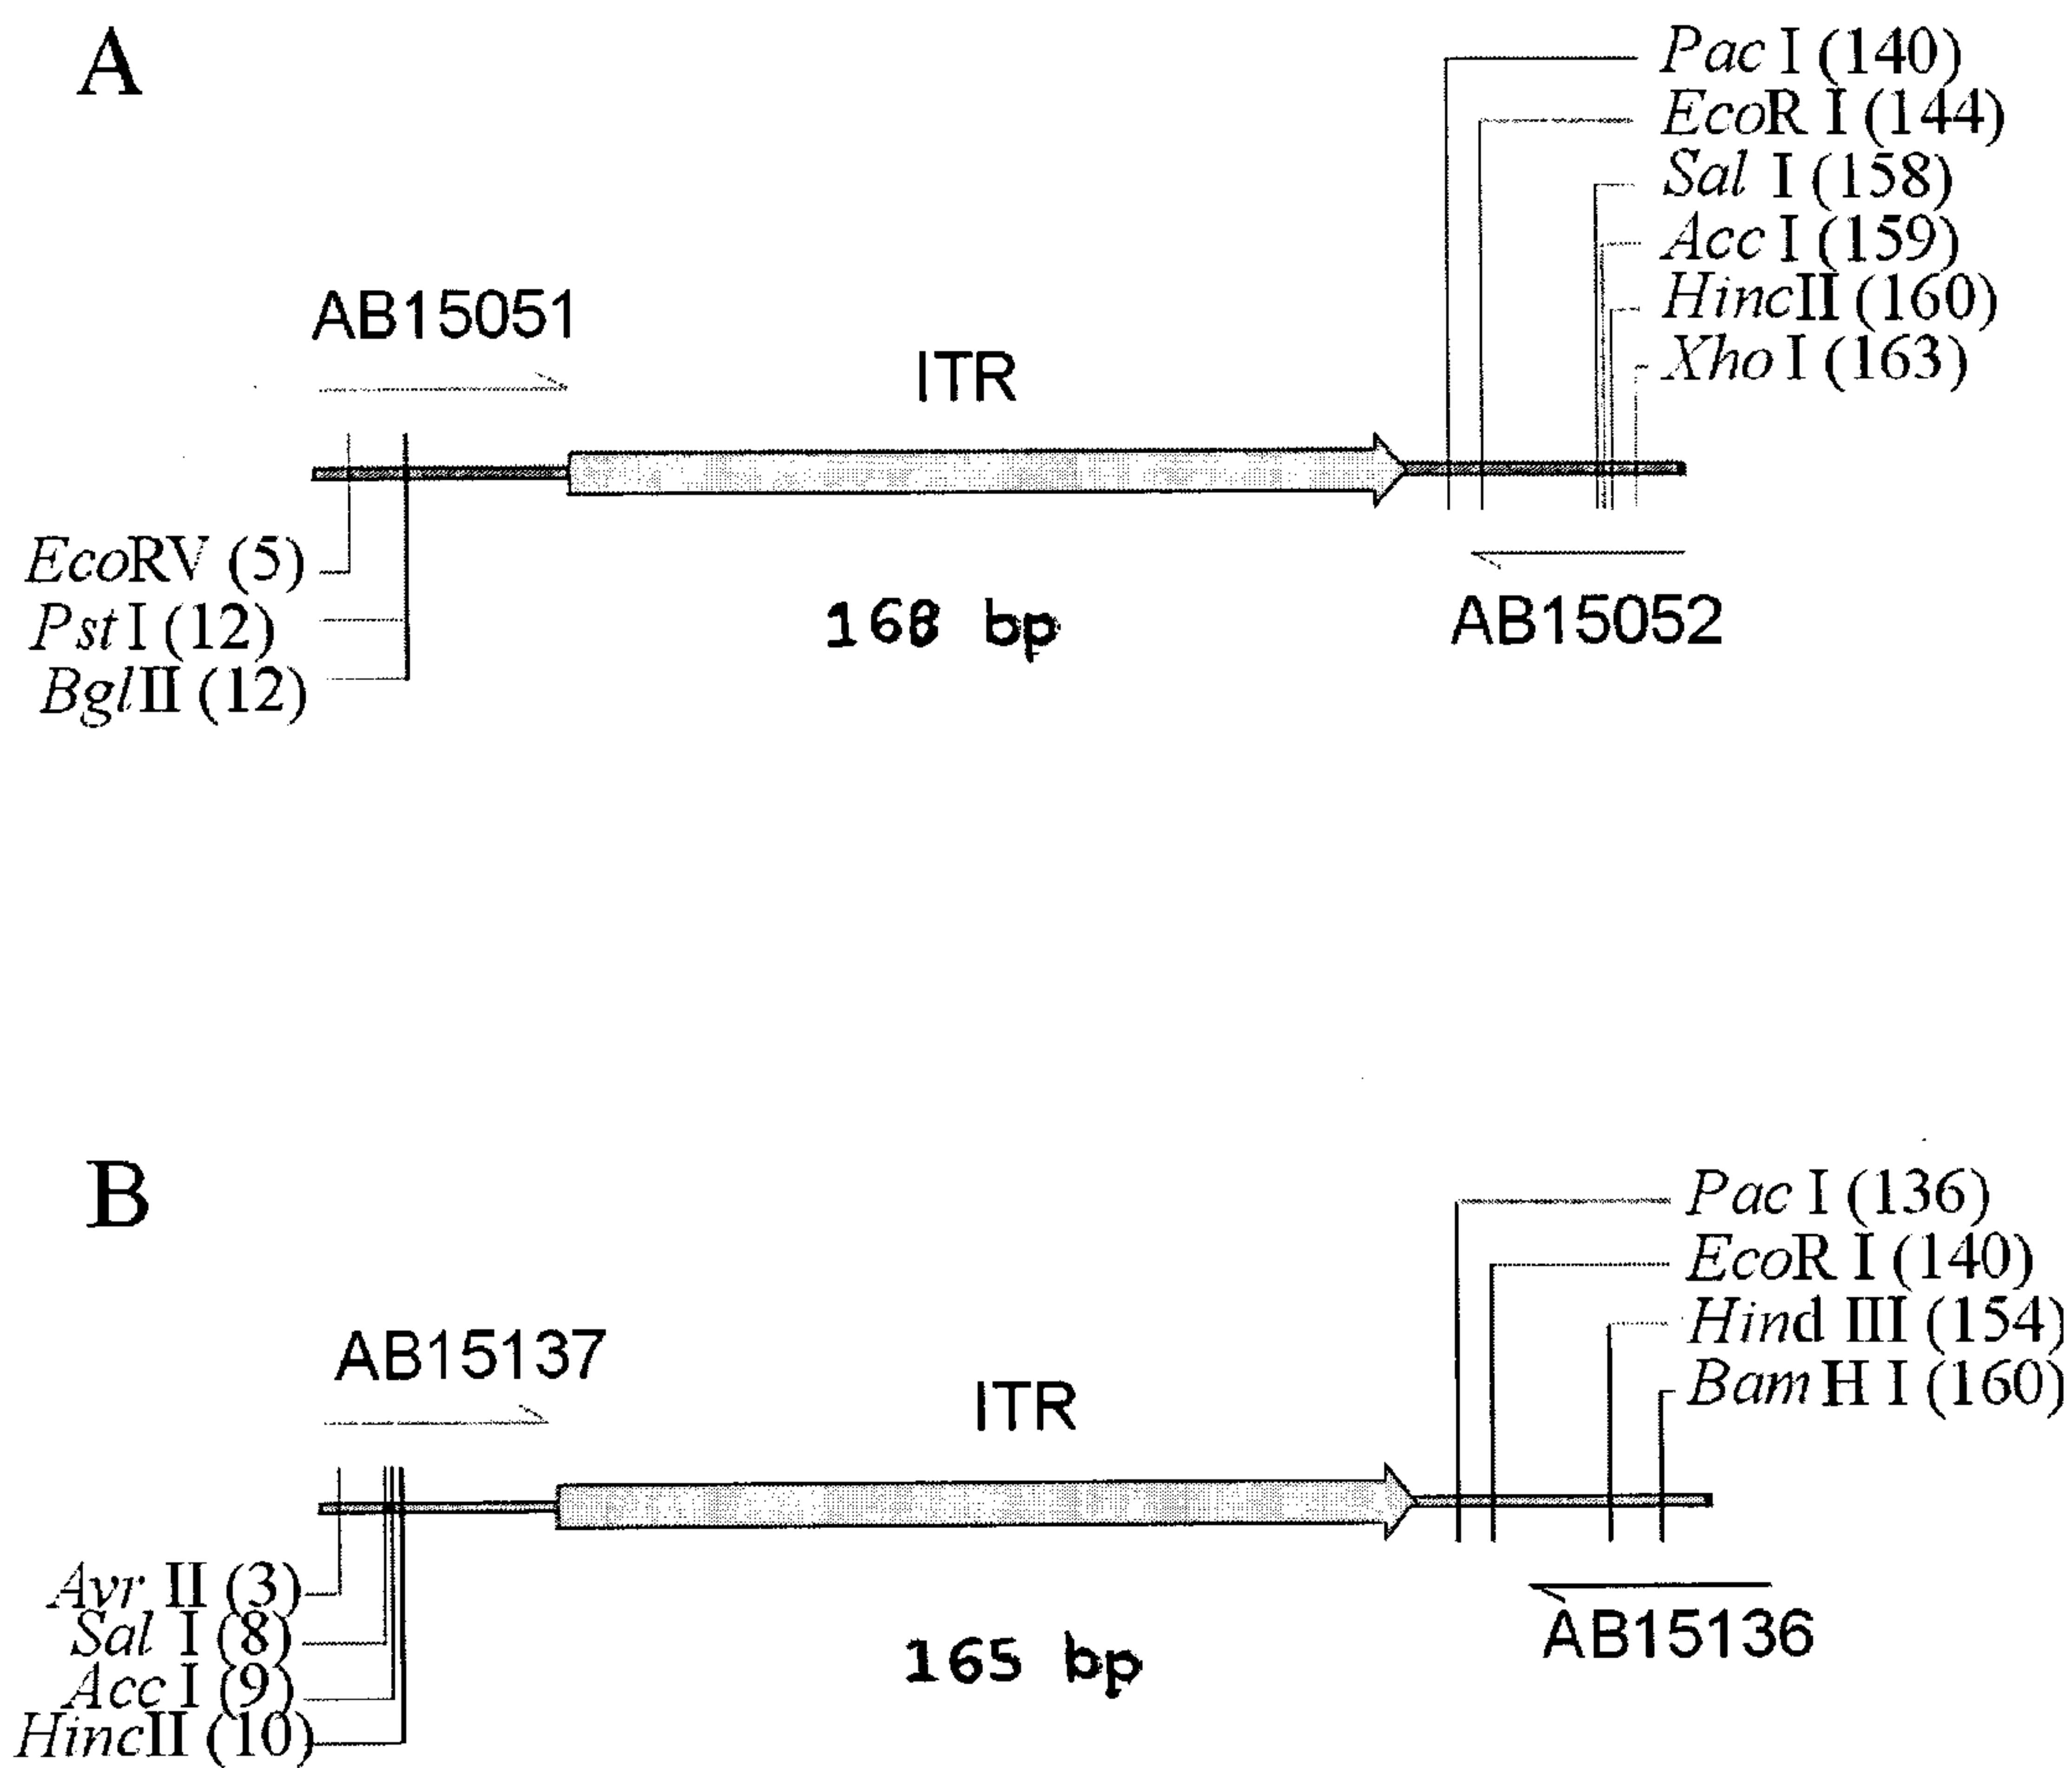 A
Pac I (140)
EcoR I (144)
Sal I (158)
Acc I (159)
HincII (160)
Xho I (163)
AB15051
ITR
EcoRV (5)
Pst I (12)
BglII (12)
168 bp
AB15052
B
Pac I (136)
EcoR I (140)
Hind III (154)
Bam H I (160)
AB15137
ITR
Avr II (3)
Sal I (8)
Acc I (9)
HincII (10)
165 bp
AB15136